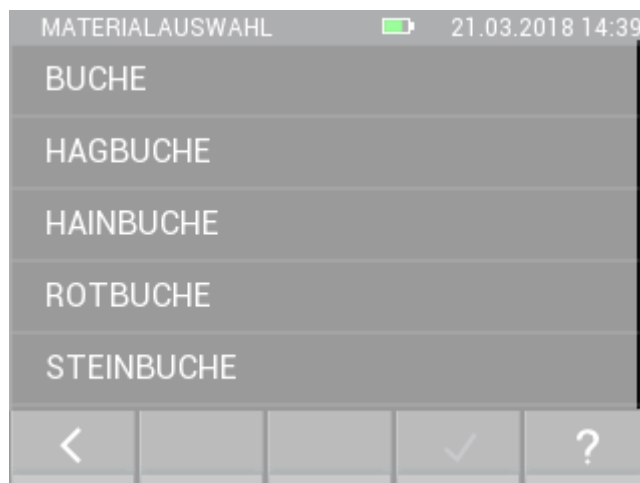 MATERIALAUSWAHL 21.03.2018 14:39
BUCHE
HAGBUCHE
HAINBUCHE
ROTBUCHE
STEINBUCHE
?